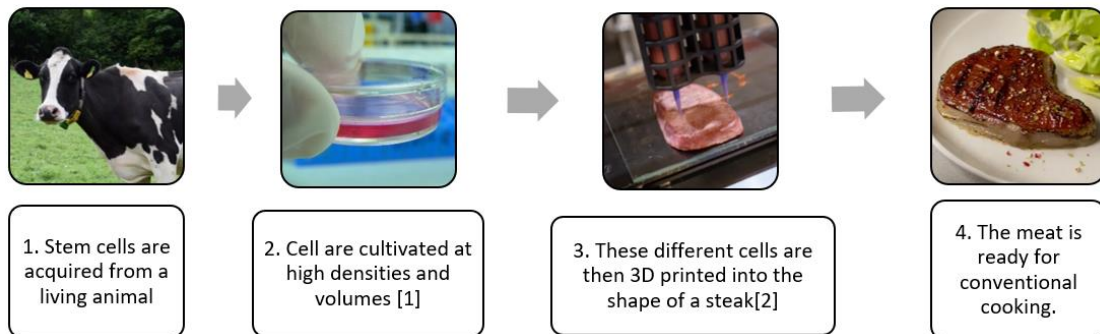 1. Stem cells are
acquired from a
living animal
2. Cell are cultivated at
high densities and
volumes [1]
3. These different cells are
then 3D printed into the
shape of a steak[2]
4. The meat is
ready for
conventional
cooking.